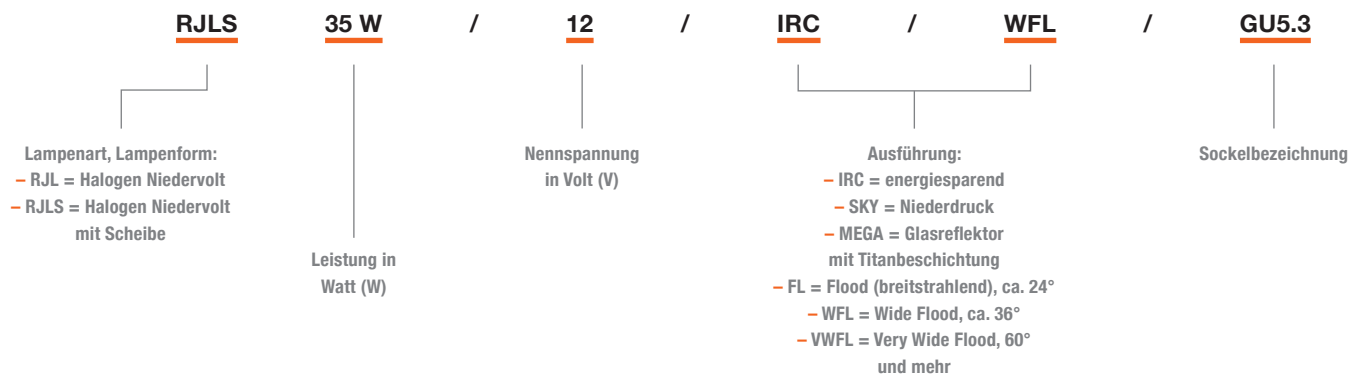 RJLS 35 W / 12 / IRC / WFL / GU5.3
Lampenart, Lampenform:
– RJL = Halogen Niedervolt
– RJLS = Halogen Niedervolt
mit Scheibe
Leistung in
Watt (W)
Nennspannung
in Volt (V)
Ausführung:
– IRC = energiesparend
– SKY = Niederdruck
– MEGA = Glasreflektor
mit Titanbeschichtung
– FL = Flood (breitstrahlend), ca. 24°
– WFL = Wide Flood, ca. 36°
– VWFL = Very Wide Flood, 60°
und mehr
Sockelbezeichnung